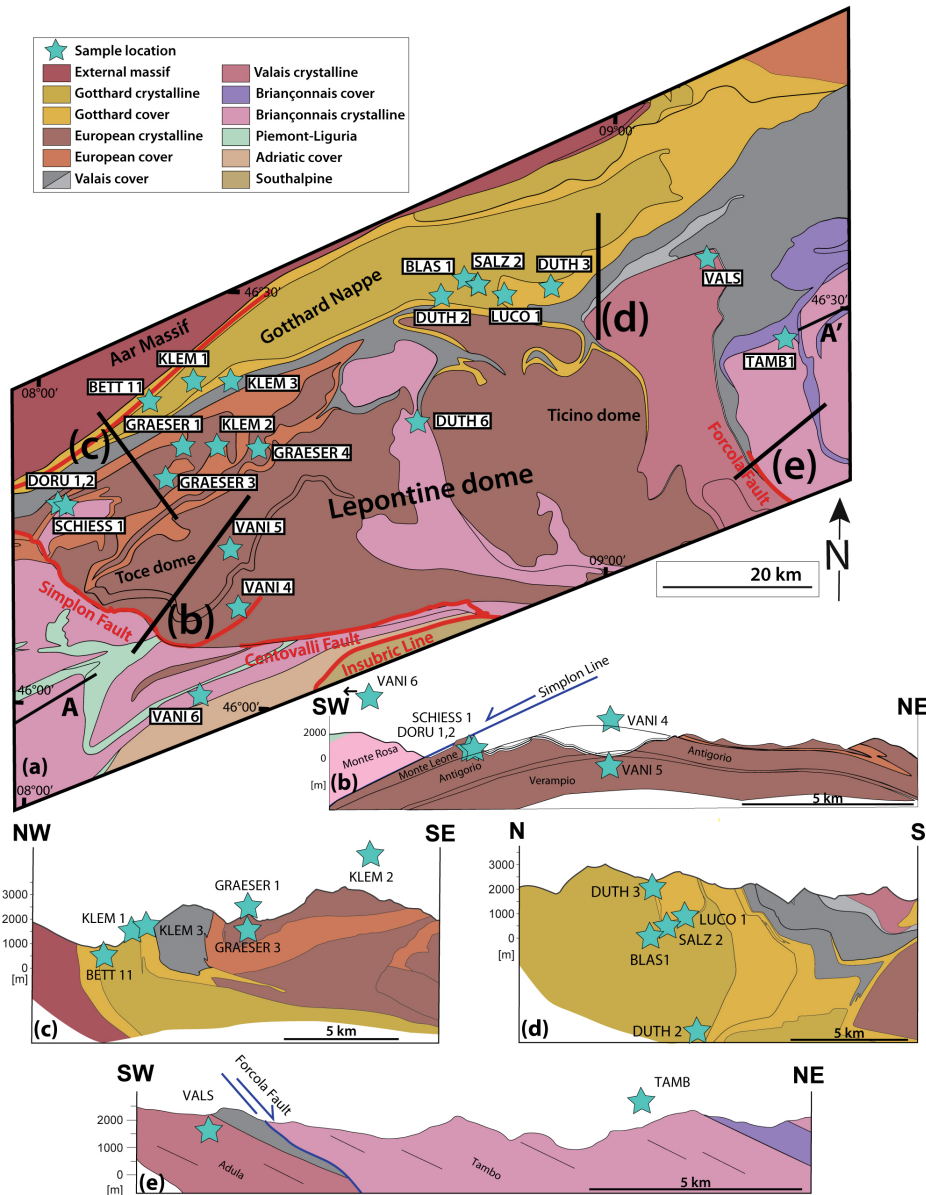 Sample location
External massif
Gotthard crystalline
Gotthard cover
European crystalline
European cover
Valais cover
Valais crystalline
Briançonnais cover
Briançonnais crystalline
Piemont-Liguria
Adriatic cover
Southalpine
09°00′
46°30′
46°30′
08°00′
Aar Massif
Gotthard Nappe
BLAS 1
SALZ 2
DUTH 3
VALS
DUTH 2
LUCO 1
(d)
A′
TAMB1
KLEM 1
BETT 11
KLEM 3
GRAESER 1
KLEM 2
(c)
GRAESER 4
GRAESER 3
DUTH 6
Ticino dome
Forcola Fault
(e)
DORU 1,2
SCHIESS 1
Lepontine dome
VANI 5
Toce dome
VANI 4
(b)
Simplon Fault
Centovalli Fault
Insubric Line
09°00′
N
20 km
46°00′
A
VANI 6
46°00′
(a)
08°00′
VANI 6
Simplon Line
SW
NE
SCHIESS 1
DORU 1,2
VANI 4
2000
0
[m]
Monte Rosa
Monte Leone
Antigorio
Verampio
VANI 5
Antigorio
(b)
5 km
NW
SE
KLEM 2
GRAESER 1
3000
2000
1000
0
[m]
KLEM 1
KLEM 3
GRAESER 3
BETT 11
(c)
5 km
N
S
3000
2000
1000
0
[m]
DUTH 3
LUCO 1
SALZ 2
BLAS1
DUTH 2
(d)
5 km
SW
NE
Forcola Fault
VALS
TAMB
2000
1000
0
[m]
Adula
Tambo
(e)
5 km